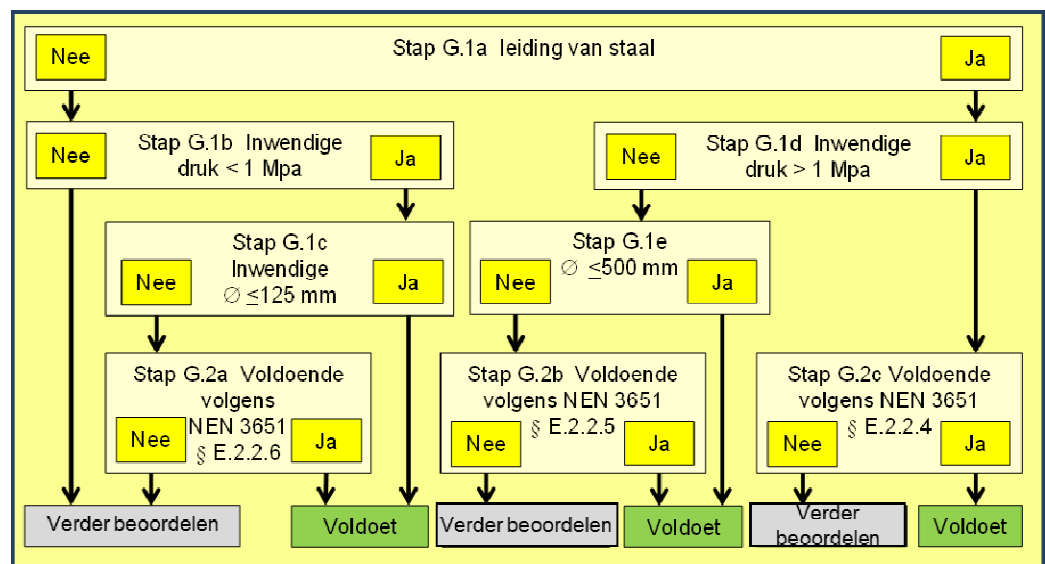 Stap G.1a leiding van staal
Nee
Ja
Stap G.1b Inwendige
druk < 1 Mpa
Nee
Ja
Stap G.1d Inwendige
druk > 1 Mpa
Nee
Ja
Stap G.1c
Inwendige
∅ ≤125 mm
Nee
Ja
Stap G.1e
∅ ≤500 mm
Nee
Ja
Stap G.2a Voldoende
volgens
NEN 3651
§ E.2.2.6
Nee
Ja
Stap G.2b Voldoende
volgens NEN 3651
§ E.2.2.5
Nee
Ja
Stap G.2c Voldoende
volgens NEN 3651
§ E.2.2.4
Nee
Ja
Verder beoordelen
Voldoet
Verder beoordelen
Voldoet
Verder
beoordelen
Voldoet